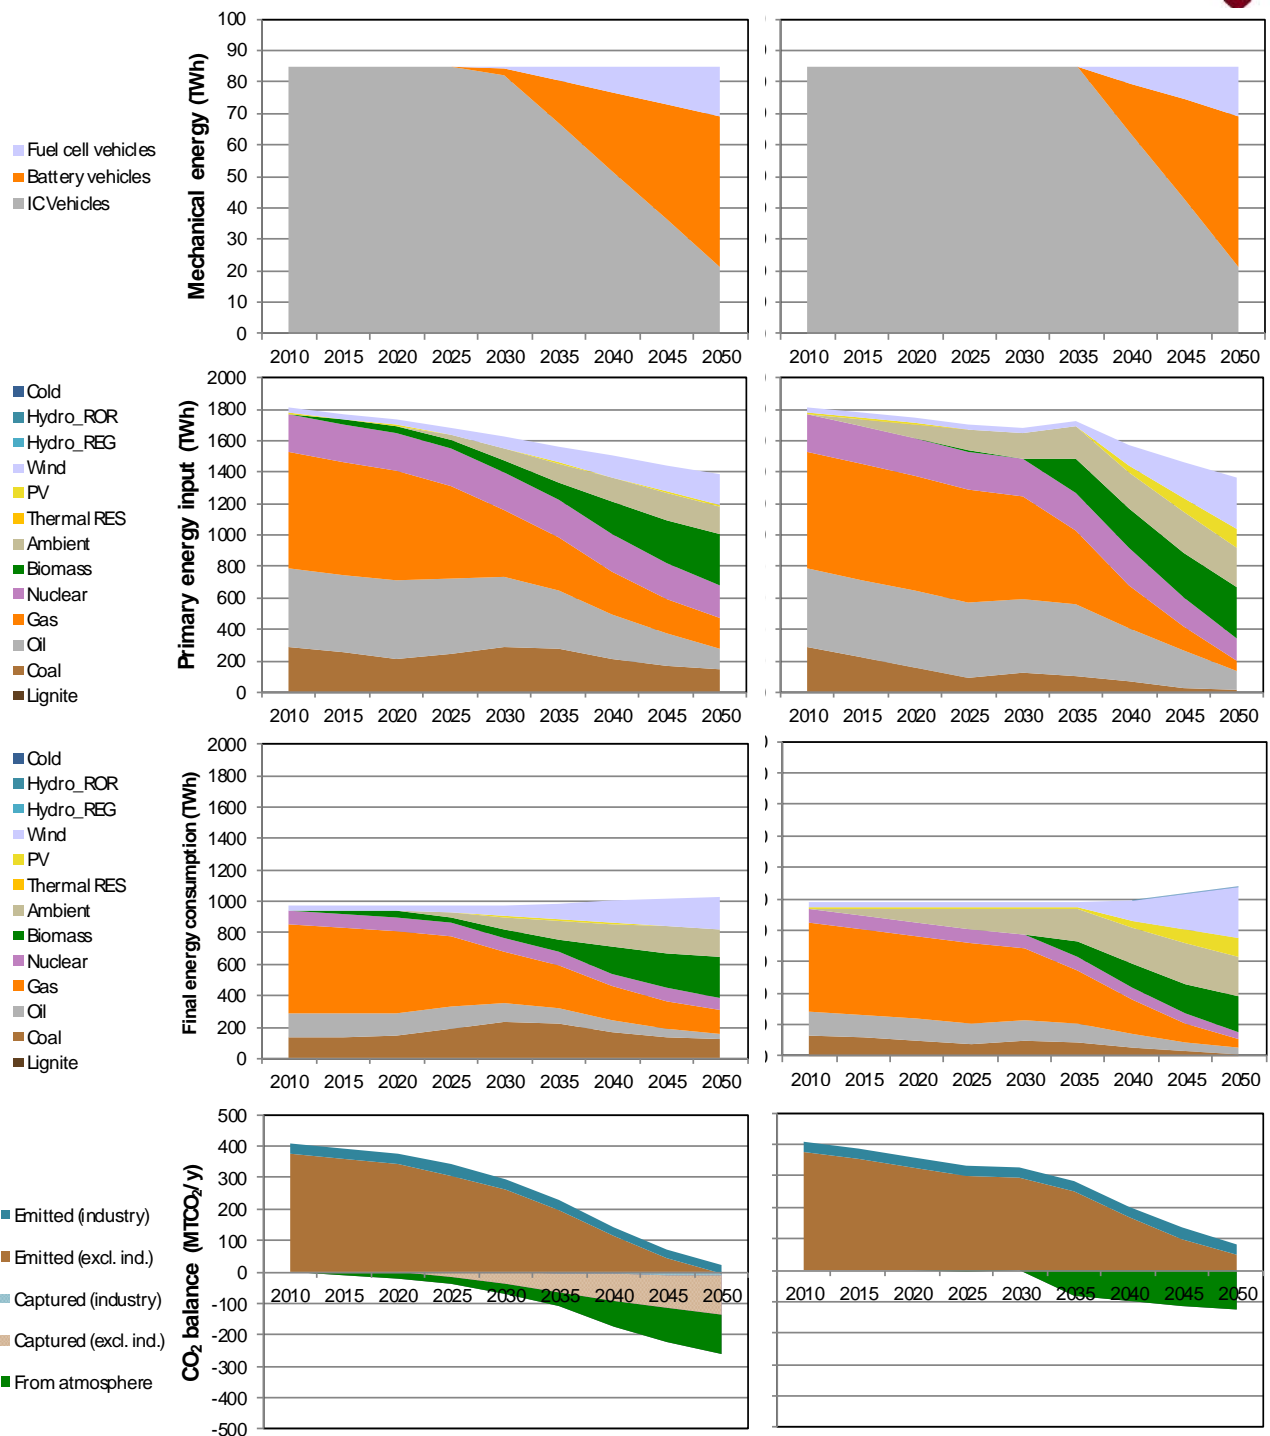 Mechanical energy (TWh)
100
90
80
70
60
50
40
30
20
10
0
Fuel cell vehicles
Battery vehicles
IC Vehicles
2010 2015 2020 2025 2030 2035 2040 2045 2050
2010 2015 2020 2025 2030 2035 2040 2045 2050
Cold
Hydro_ROR
Hydro_REG
Wind
PV
Thermal RES
Ambient
Biomass
Nuclear
Gas
Oil
Coal
Lignite
Primary energy input (TWh)
2000
1800
1600
1400
1200
1000
800
600
400
200
0
2010 2015 2020 2025 2030 2035 2040 2045 2050
2010 2015 2020 2025 2030 2035 2040 2045 2050
Cold
Hydro_ROR
Hydro_REG
Wind
PV
Thermal RES
Ambient
Biomass
Nuclear
Gas
Oil
Coal
Lignite
Final energy consumption (TWh)
2000
1800
1600
1400
1200
1000
800
600
400
200
0
2010 2015 2020 2025 2030 2035 2040 2045 2050
2010 2015 2020 2025 2030 2035 2040 2045 2050
Emitted (industry)
Emitted (excl. ind.)
Captured (industry)
Captured (excl. ind.)
From atmosphere
CO₂ balance (MTCO₂/y)
500
400
300
200
100
0
-100
-200
-300
-400
-500
2010 2015 2020 2025 2030 2035 2040 2045 2050
2010 2015 2020 2025 2030 2035 2040 2045 2050